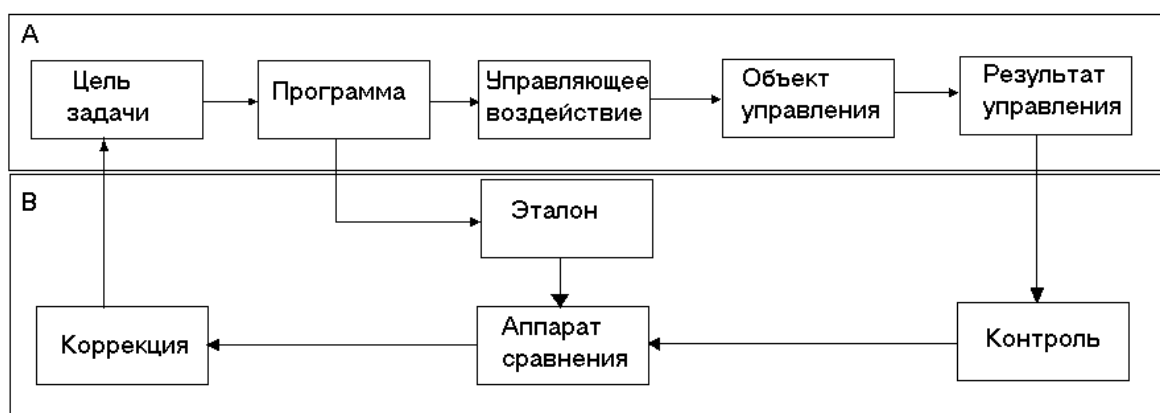 A
Цель
задачи
Программа
Управляющее
воздействие
Объект
управления
Результат
управления
B
Эталон
Коррекция
Аппарат
сравнения
Контроль